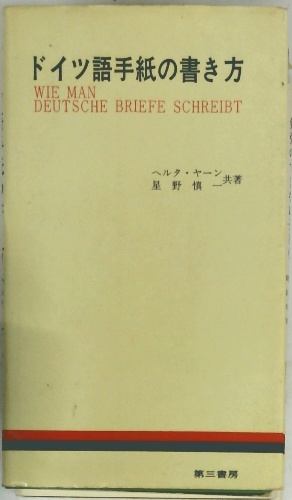 ドイツ語手紙の書き方
WIE MAN
DEUTSCHE BRIEFE SCHREIBT
ヘルタ・ヤーン
星野慎一共著
第三書房